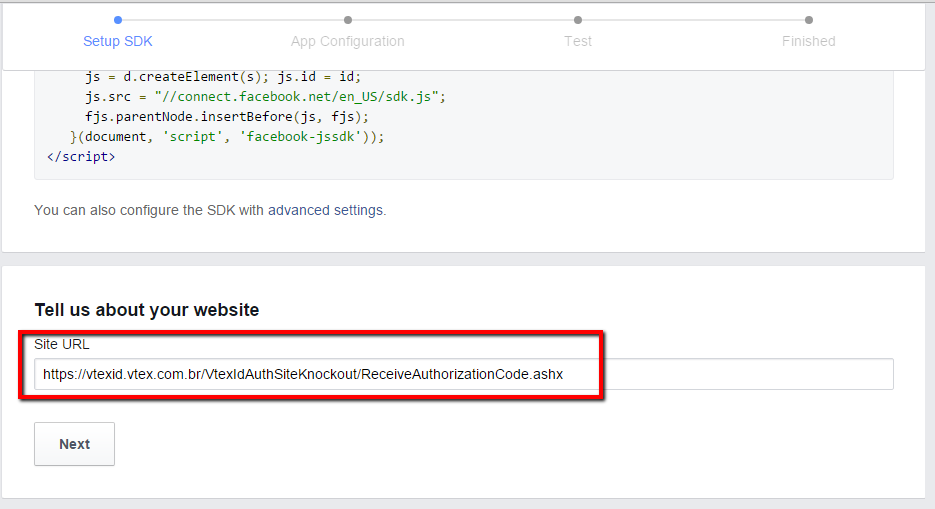 Setup SDK App Configuration Test Finished
js = d.createElement(s); js.id = id;
js.src = "//connect.facebook.net/en_US/sdk.js";
fjs.parentNode.insertBefore(js, fjs);
}(document, 'script', 'facebook-jssdk'));
</script>
You can also configure the SDK with advanced settings.
Tell us about your website
Site URL
https://vtexid.vtex.com.br/VtexIdAuthSiteKnockout/ReceiveAuthorizationCode.ashx
Next